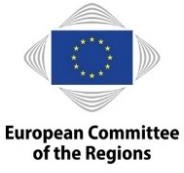 European Committee
of the Regions